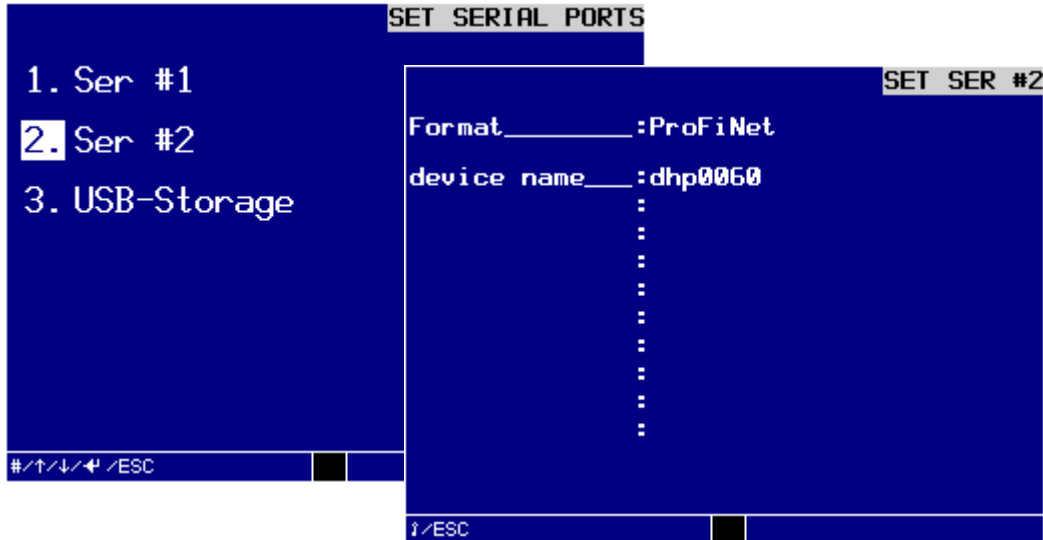 SET SERIAL PORTS
1. Ser #1
2. Ser #2
3. USB-Storage
#/↑/↓/↵ /ESC
SET SER #2
Format_________:ProFiNet
device name___:dhp0060
:
:
:
:
:
:
:
:
:
⇧/ESC